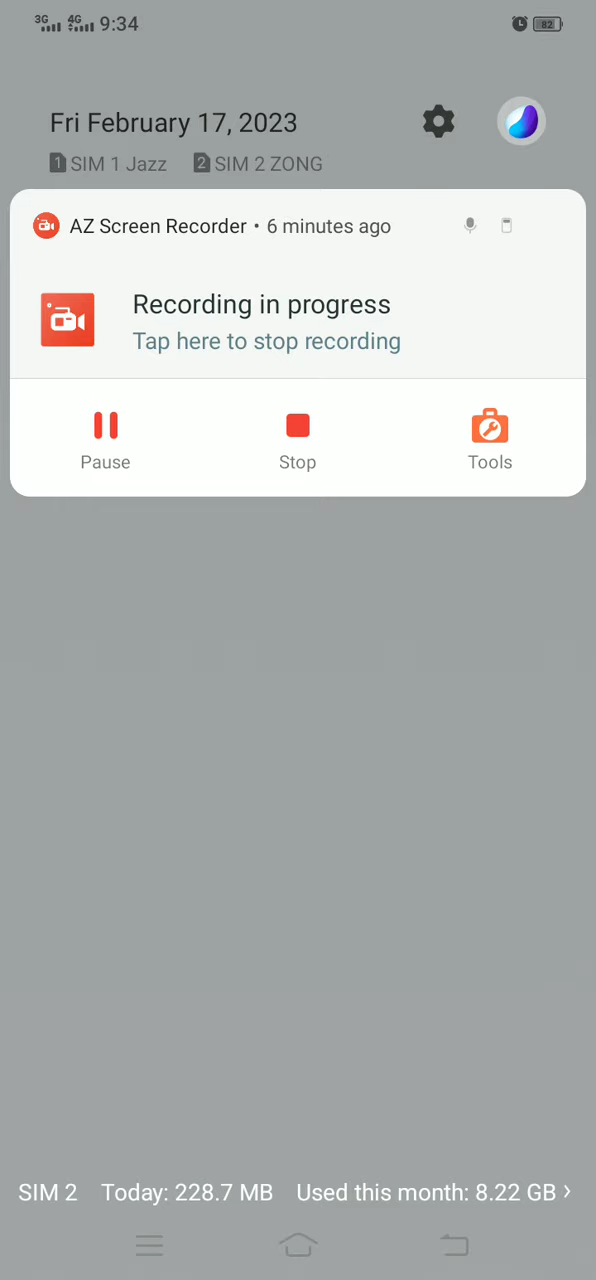 3G 4G 9:34 82
Fri February 17, 2023
1 SIM 1 Jazz 2 SIM 2 ZONG
AZ Screen Recorder • 6 minutes ago
Recording in progress
Tap here to stop recording
Pause Stop Tools
SIM 2 Today: 228.7 MB Used this month: 8.22 GB ›